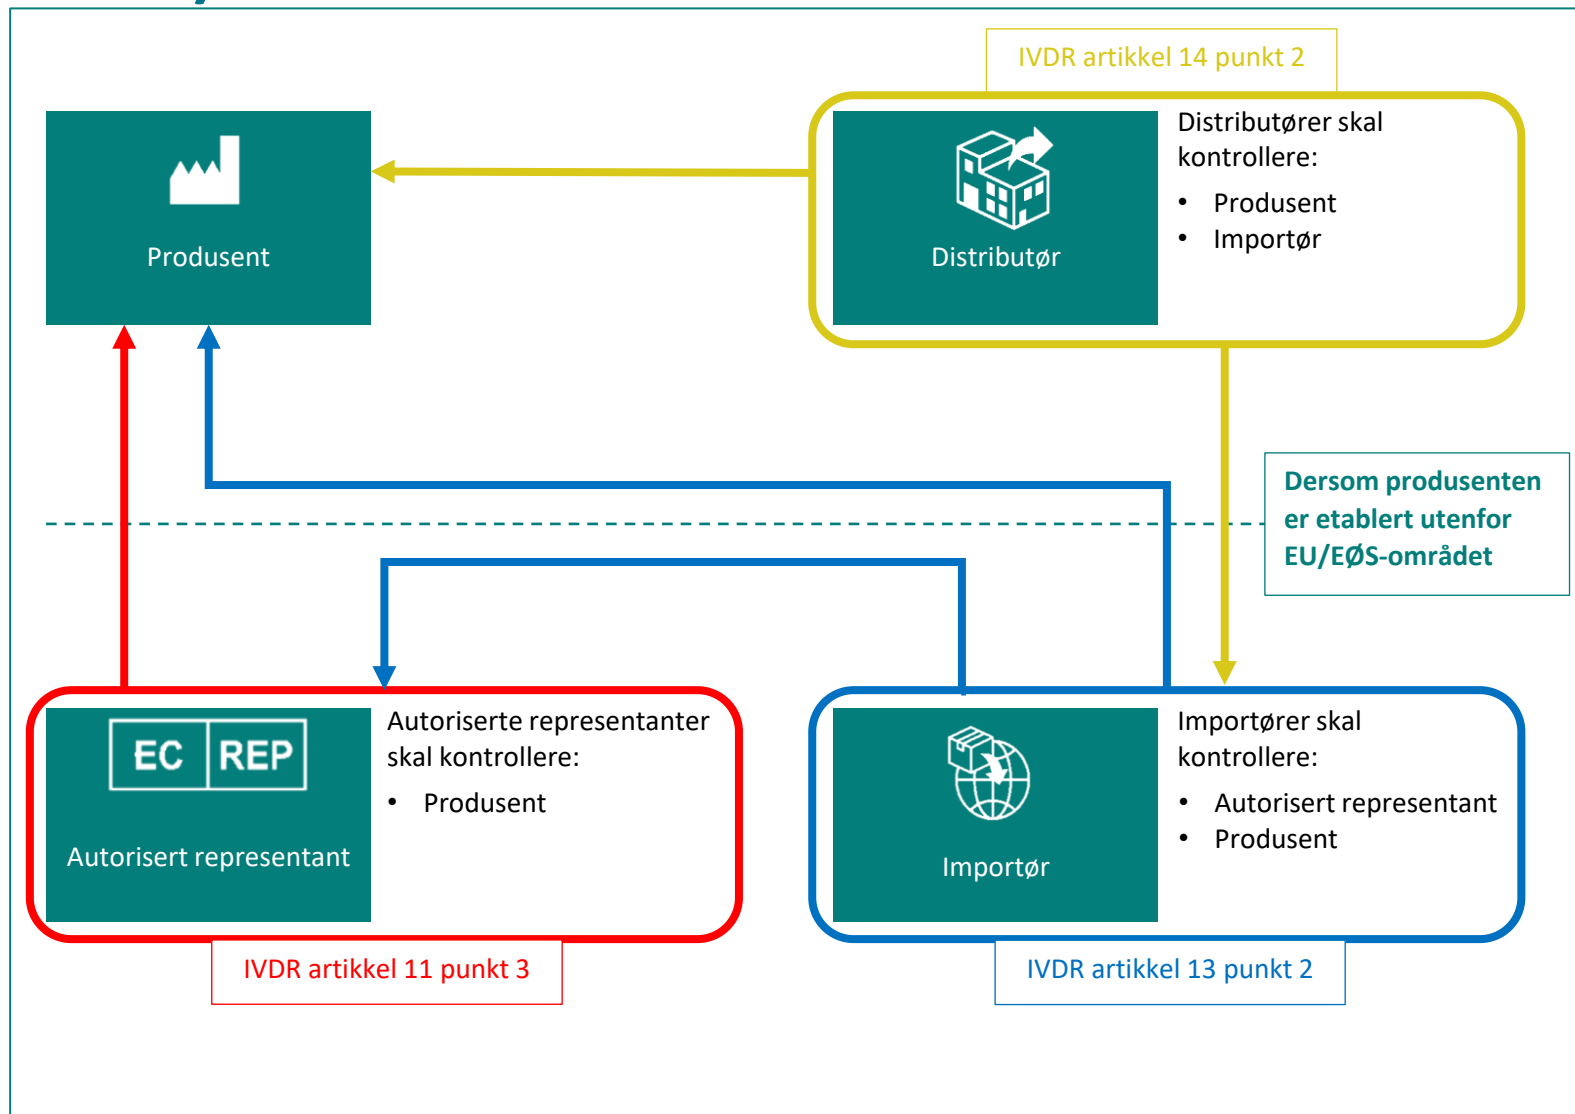 IVDR artikkel 14 punkt 2
Produsent
Distributør
Distributører skal
kontrollere:
• Produsent
• Importør
Dersom produsenten
er etablert utenfor
EU/EØS-området
EC REP
Autorisert representant
Autoriserte representanter
skal kontrollere:
• Produsent
Importør
Importører skal
kontrollere:
• Autorisert representant
• Produsent
IVDR artikkel 11 punkt 3
IVDR artikkel 13 punkt 2